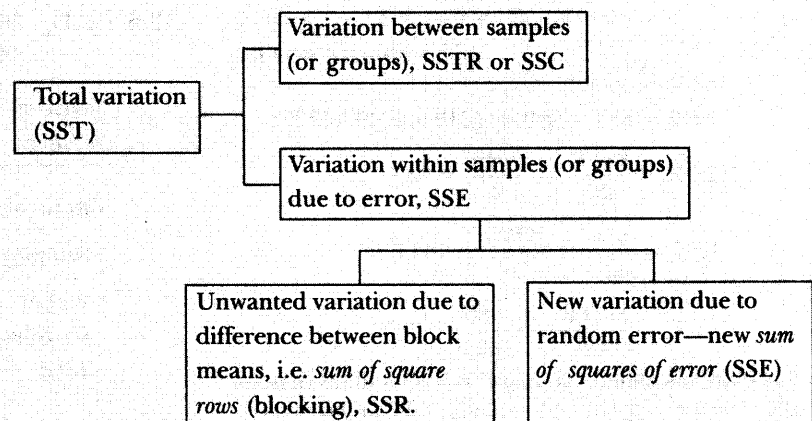 Variation between samples
(or groups), SSTR or SSC
Total variation
(SST)
Variation within samples (or groups)
due to error, SSE
Unwanted variation due to
difference between block
means, i.e. sum of square
rows (blocking), SSR.
New variation due to
random error—new sum
of squares of error (SSE)